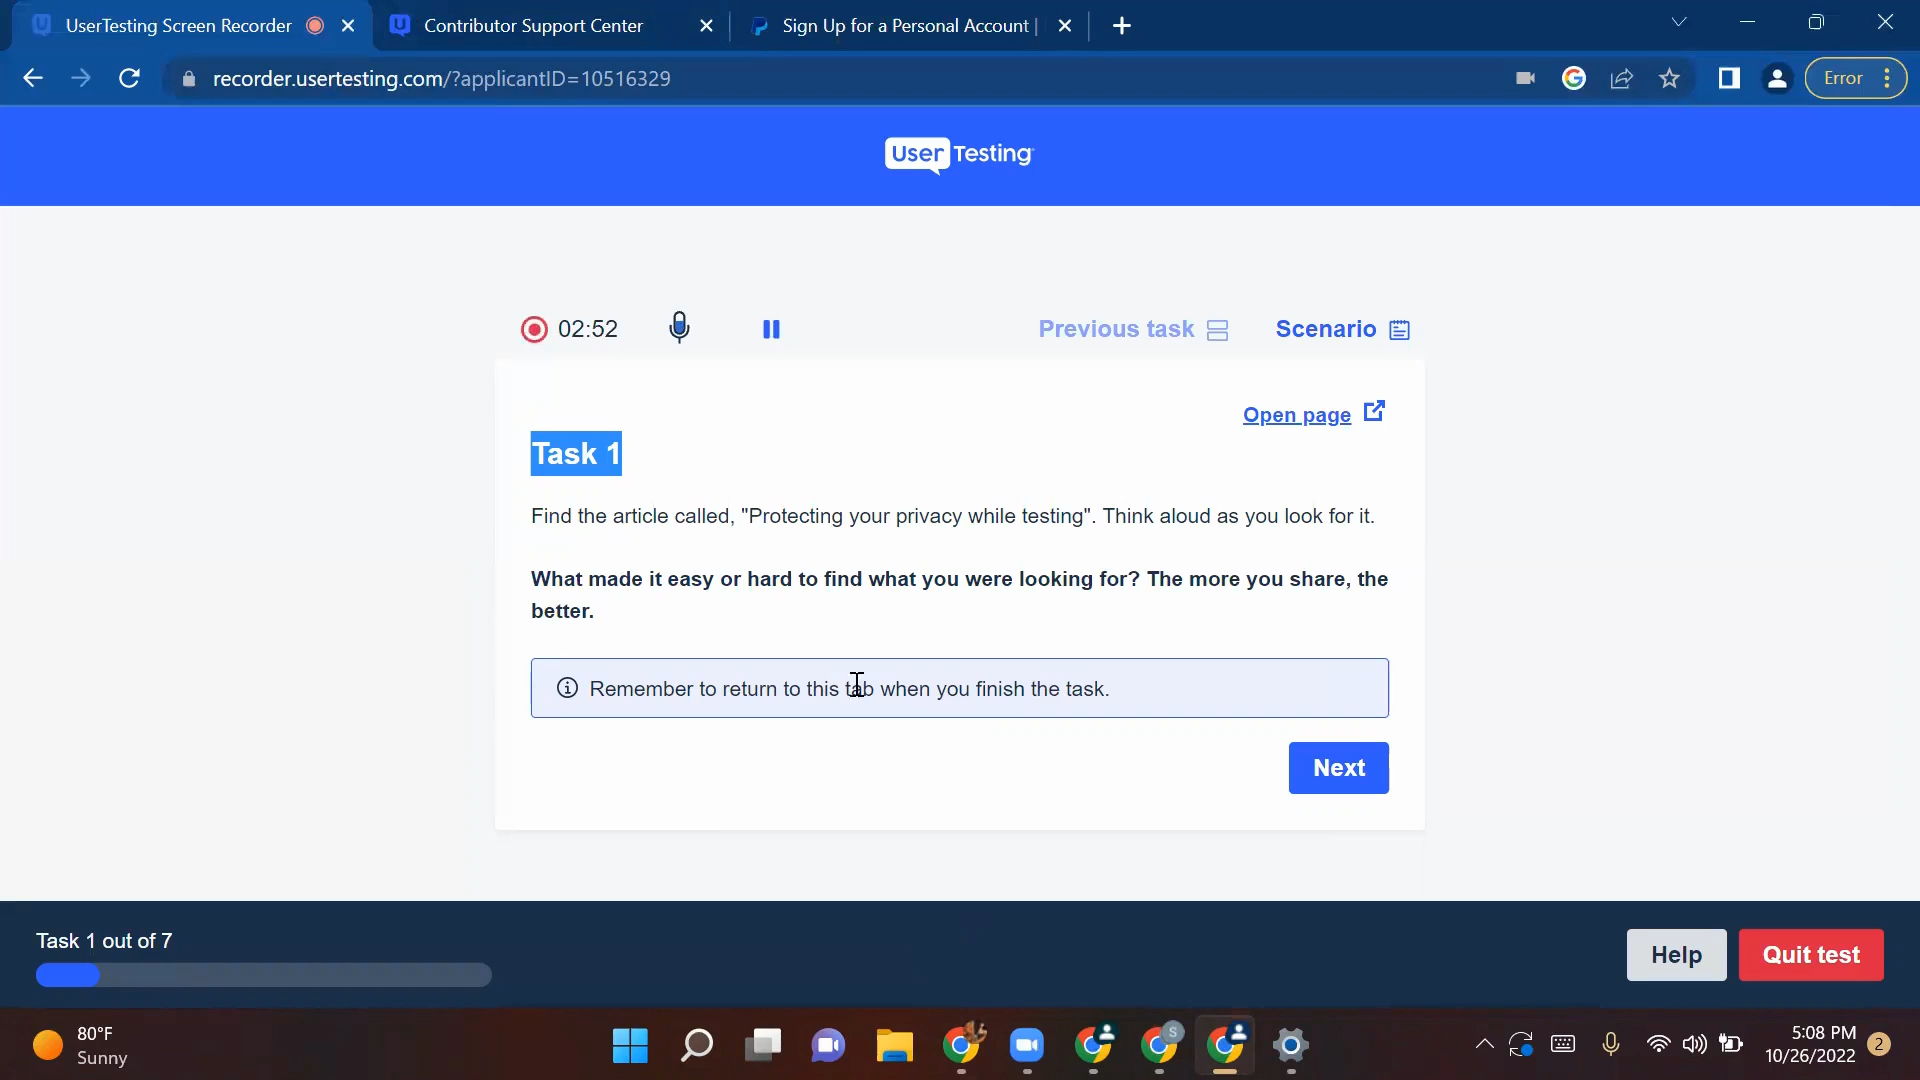 UserTesting Screen Recorder
Contributor Support Center
Sign Up for a Personal Account |
recorder.usertesting.com/?applicantID=10516329
Error
User Testing
02:52
Previous task
Scenario
Open page
Task 1
Find the article called, "Protecting your privacy while testing". Think aloud as you look for it.
What made it easy or hard to find what you were looking for? The more you share, the
better.
Remember to return to this tab when you finish the task.
Next
Task 1 out of 7
Help
Quit test
80°F
Sunny
S
5:08 PM
10/26/2022
2